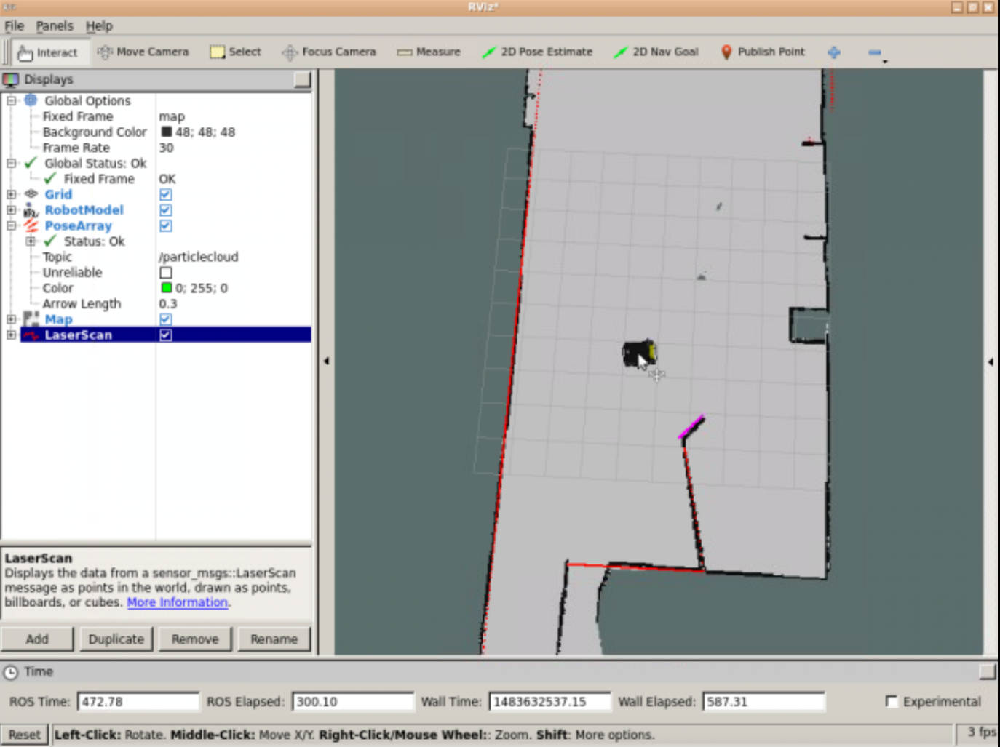 RViz*
File Panels Help
Interact Move Camera Select Focus Camera Measure 2D Pose Estimate 2D Nav Goal Publish Point
Displays
Global Options
Fixed Frame map
Background Color 48; 48; 48
Frame Rate 30
Global Status: Ok
Fixed Frame OK
Grid
RobotModel
PoseArray
Status: Ok
Topic /particlecloud
Unreliable
Color 0; 255; 0
Arrow Length 0.3
Map
LaserScan
LaserScan
Displays the data from a sensor_msgs::LaserScan
message as points in the world, drawn as points,
billboards, or cubes. More Information.
Add Duplicate Remove Rename
Time
ROS Time: 472.78 ROS Elapsed: 300.10 Wall Time: 1483632537.15 Wall Elapsed: 587.31 Experimental
Reset Left-Click: Rotate. Middle-Click: Move X/Y. Right-Click/Mouse Wheel:: Zoom. Shift: More options. 3 fps